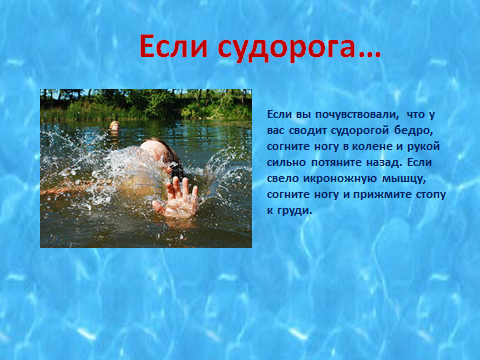 Если судорога...
Если вы почувствовали, что у
вас сводит судорогой бедро,
согните ногу в колене и рукой
сильно потяните назад. Если
свело икроножную мышцу,
согните ногу и прижмите стопу
к груди.